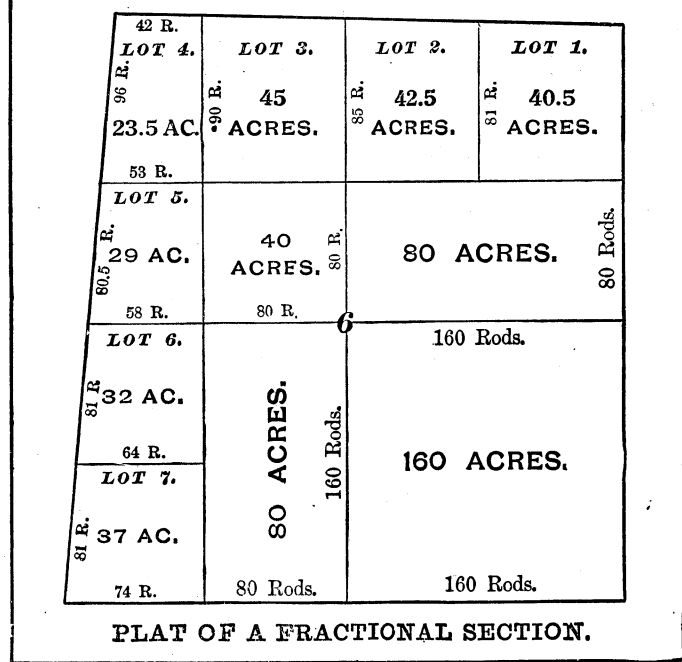 42 R.
LOT 4.
96 R.
23.5 AC.
53 R.
LOT 3.
90 R.
45
ACRES.
LOT 2.
85 R.
42.5
ACRES.
LOT 1.
81 R.
40.5
ACRES.
LOT 5.
80.5 R.
29 AC.
58 R.
40
ACRES.
80 R.
80 R.
80 ACRES.
80 Rods.
6
LOT 6.
81 R
32 AC.
64 R.
LOT 7.
81 R.
37 AC.
74 R.
80 ACRES.
160 Rods.
80 Rods.
160 Rods.
160 ACRES.
160 Rods.
PLAT OF A FRACTIONAL SECTION.